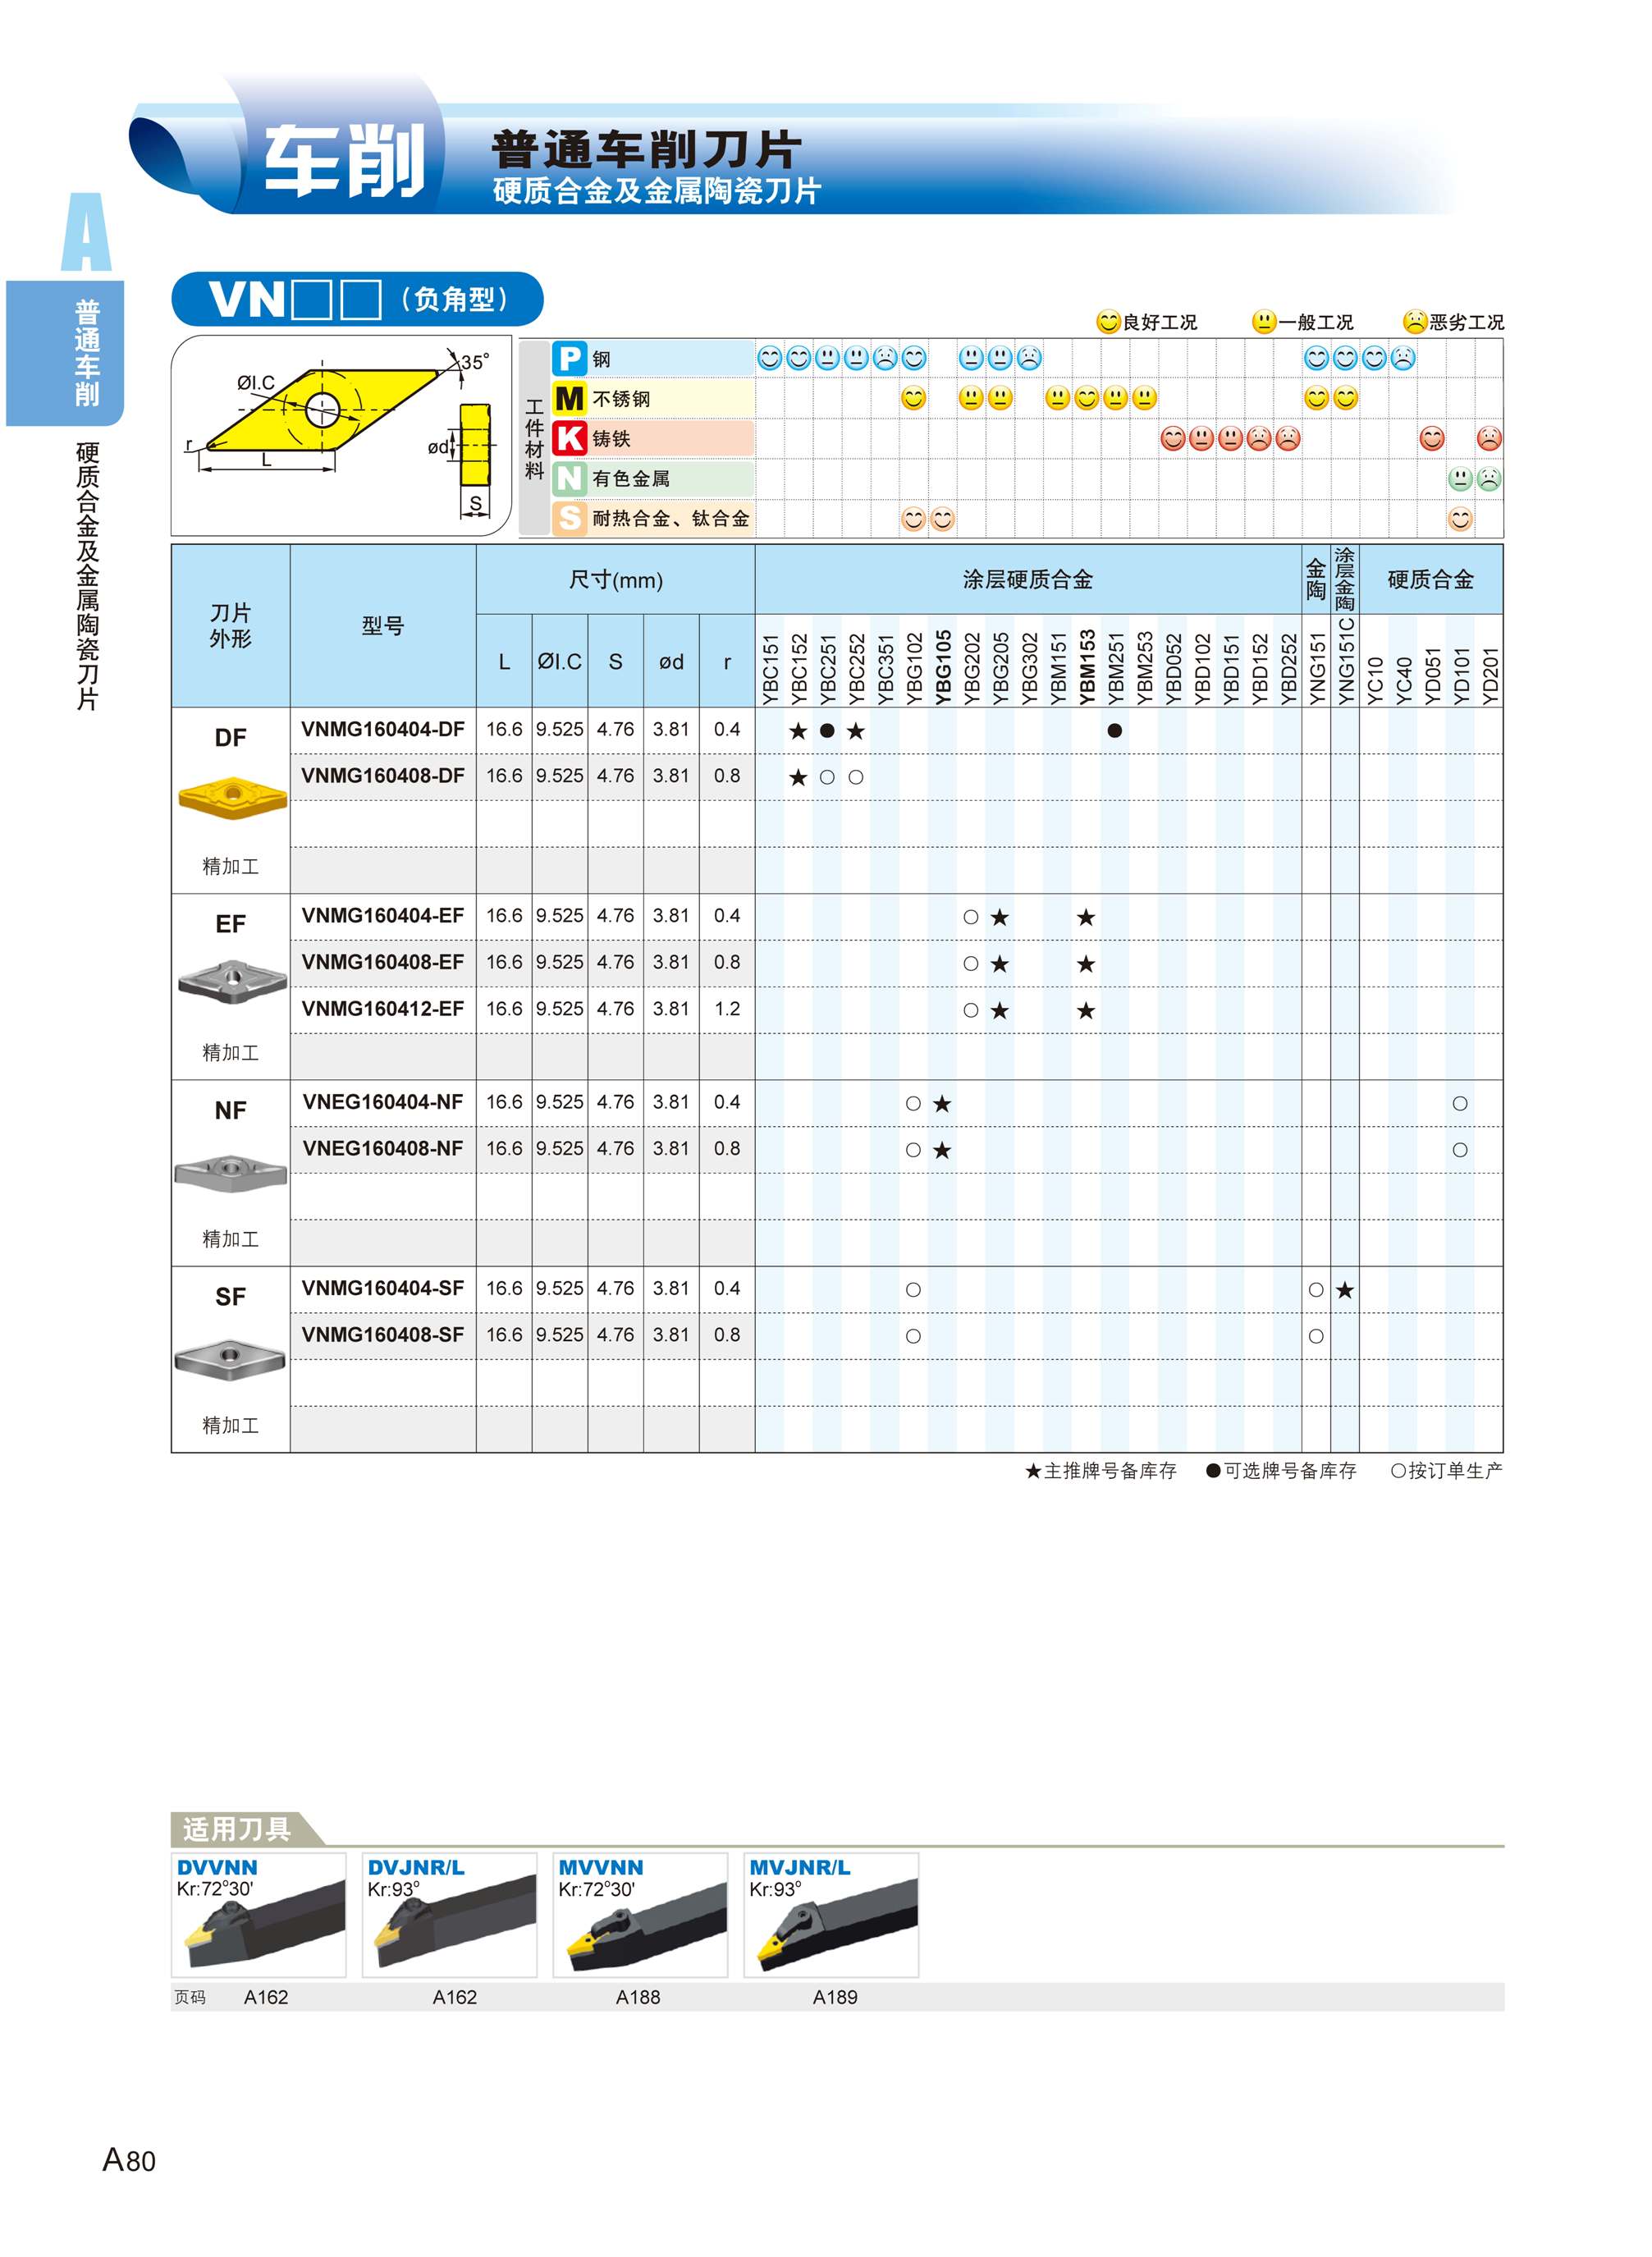 车削
普通车削刀片
硬质合金及金属陶瓷刀片
A
普通车削
硬质合金及金属陶瓷刀片
VN□□(负角型)
良好工况 一般工况 恶劣工况
35°
ØI.C
r
L
ød
S
工件材料
P 钢
M 不锈钢
K 铸铁
N 有色金属
S 耐热合金、钛合金
刀片外形 型号 尺寸(mm) 涂层硬质合金 金陶 涂层金陶 硬质合金
L ØI.C S ød r YBC151 YBC152 YBC251 YBC252 YBC351 YBG102 YBG105 YBG202 YBG205 YBG302 YBM151 YBM153 YBM251 YBM253 YBD052 YBD102 YBD151 YBD152 YBD252 YNG151 YNG151C YC10 YC40 YD051 YD101 YD201
DF
VNMG160404-DF 16.6 9.525 4.76 3.81 0.4 ★ ● ★ ●
VNMG160408-DF 16.6 9.525 4.76 3.81 0.8 ★ ○ ○
精加工
EF
VNMG160404-EF 16.6 9.525 4.76 3.81 0.4 ○ ★ ★
VNMG160408-EF 16.6 9.525 4.76 3.81 0.8 ○ ★ ★
VNMG160412-EF 16.6 9.525 4.76 3.81 1.2 ○ ★ ★
精加工
NF
VNEG160404-NF 16.6 9.525 4.76 3.81 0.4 ○ ★ ○
VNEG160408-NF 16.6 9.525 4.76 3.81 0.8 ○ ★ ○
精加工
SF
VNMG160404-SF 16.6 9.525 4.76 3.81 0.4 ○ ○ ★
VNMG160408-SF 16.6 9.525 4.76 3.81 0.8 ○ ○
精加工
★主推牌号备库存 ●可选牌号备库存 ○按订单生产
适用刀具
DVVNN DVJNR/L MVVNN MVJNR/L
Kr:72°30' Kr:93° Kr:72°30' Kr:93°
页码 A162 A162 A188 A189
A80